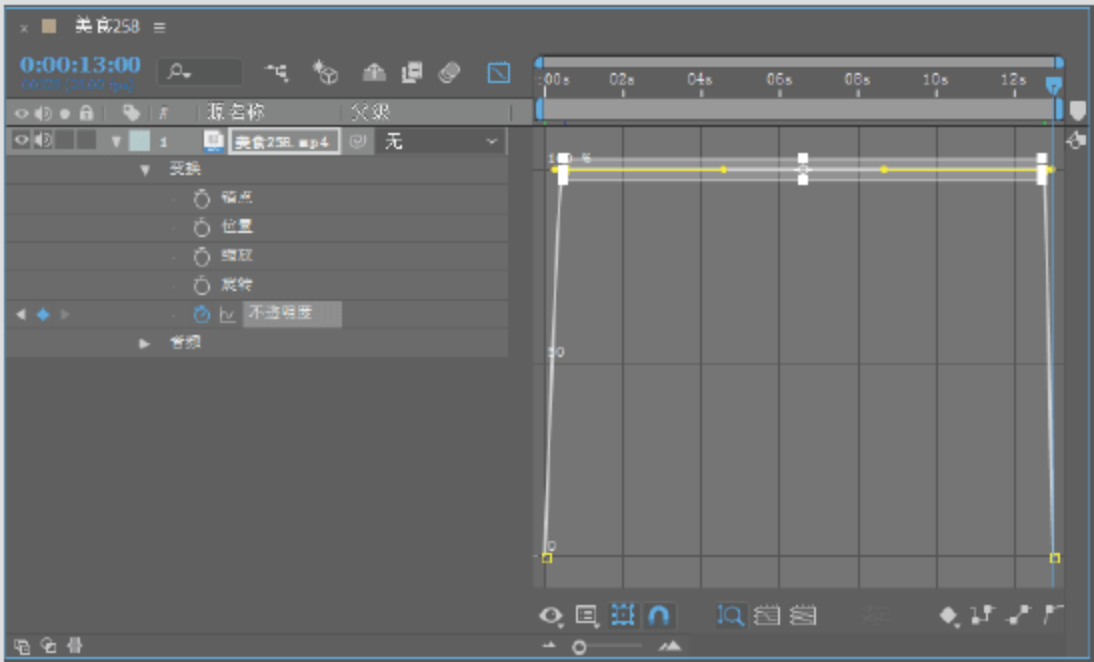 美食258
0:00:13:00
:00s 02s 04s 06s 08s 10s 12s
# 源名称 父级
1 美食258.mp4 无
变换
锚点
位置
缩放
旋转
不透明度
音频
100 %
50
0